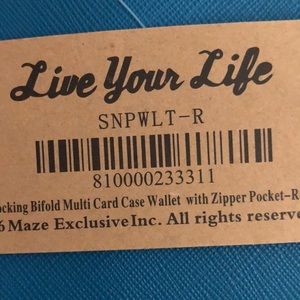 Live Your Life
SNPWLT-R
810000233311
ocking Bifold Multi Card Case Wallet with Zipper Pocket-R
6 Maze Exclusive Inc. All rights reserve